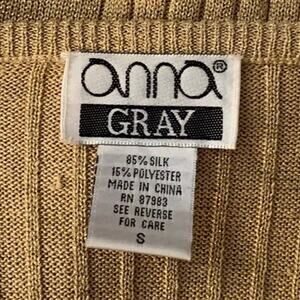 anna®
GRAY
85% SILK
15% POLYESTER
MADE IN CHINA
RN 87983
SEE REVERSE
FOR CARE
S